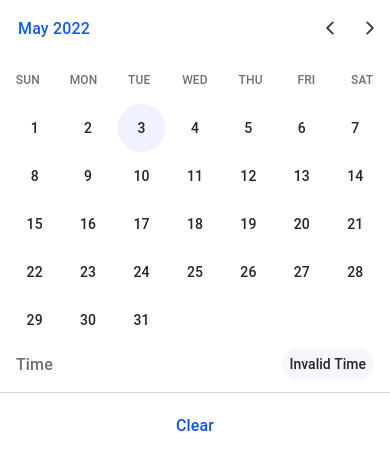 May 2022
SUN MON TUE WED THU FRI SAT
1 2 3 4 5 6 7
8 9 10 11 12 13 14
15 16 17 18 19 20 21
22 23 24 25 26 27 28
29 30 31
Time Invalid Time
Clear